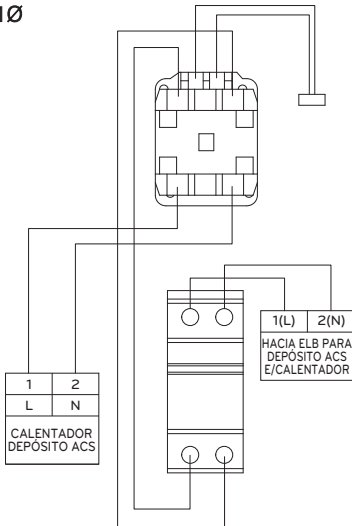 1Ø
1(L) 2(N)
HACIA ELB PARA
DEPÓSITO ACS
E/CALENTADOR
1 2
L N
CALENTADOR
DEPÓSITO ACS